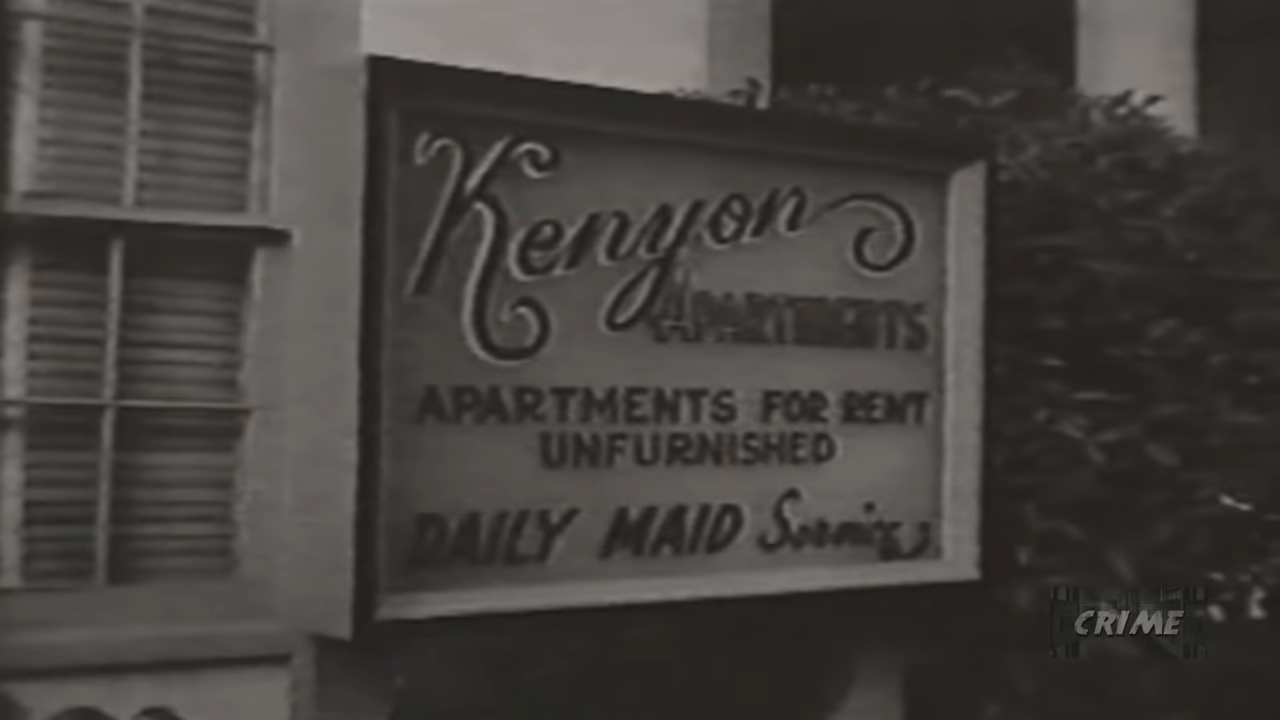 Kenyon
APARTMENTS
APARTMENTS FOR RENT
UNFURNISHED
DAILY MAID Service
CRIME